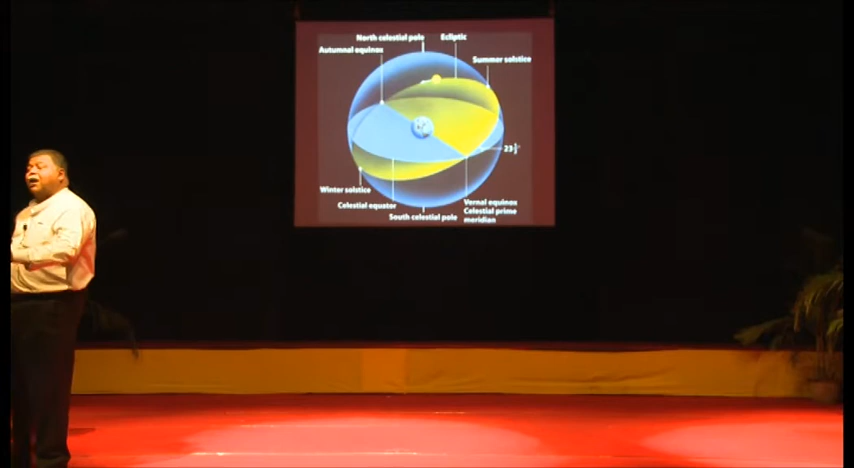 North celestial pole
Ecliptic
Autumnal equinox
Summer solstice
23½°
Winter solstice
Celestial equator
South celestial pole
Vernal equinox
Celestial prime
meridian